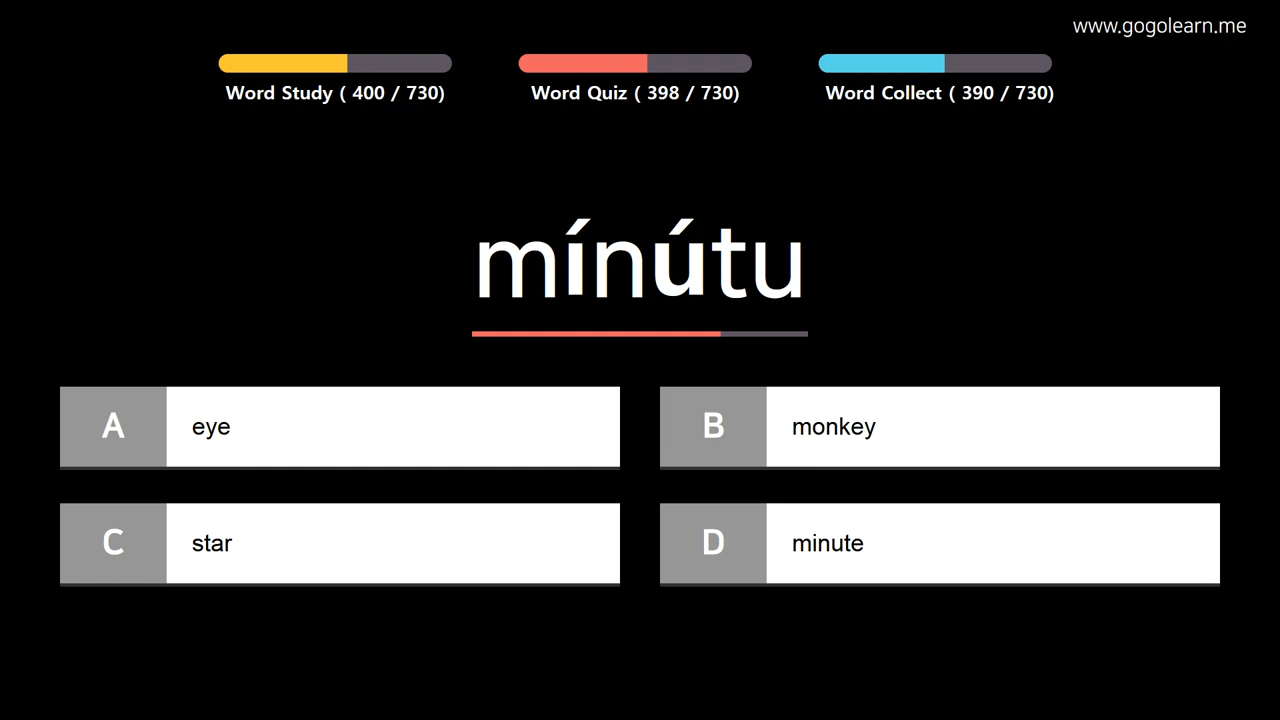 www.gogolearn.me
Word Study ( 400 / 730)
Word Quiz ( 398 / 730)
Word Collect ( 390 / 730)
mínútu
A eye
B monkey
C star
D minute